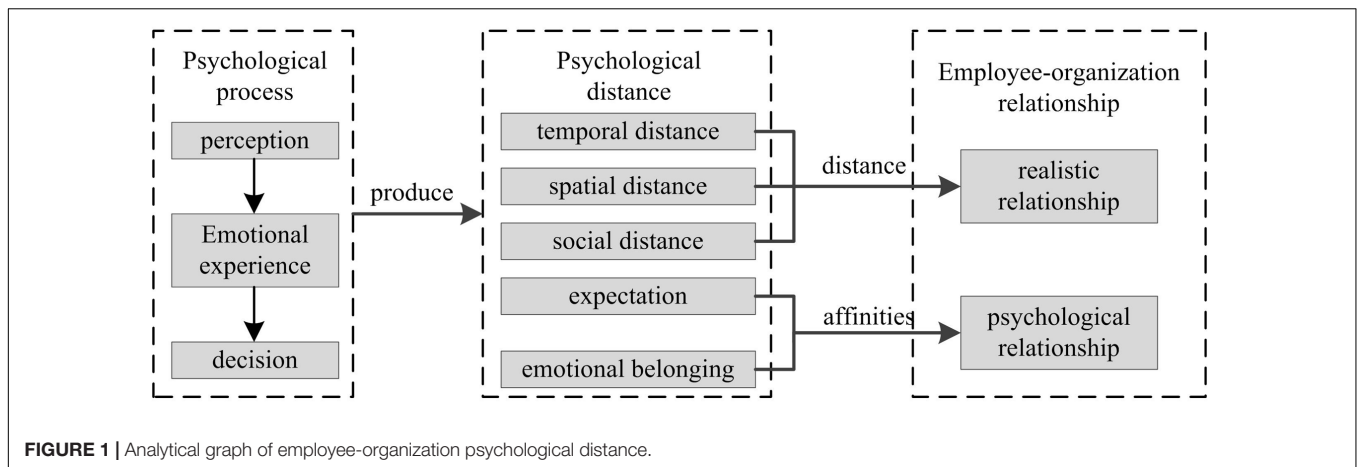 Psychological
process
perception
Emotional
experience
decision
produce
Psychological
distance
temporal distance
spatial distance
social distance
expectation
emotional belonging
distance
affinities
Employee-organization
relationship
realistic
relationship
psychological
relationship
FIGURE 1 | Analytical graph of employee-organization psychological distance.